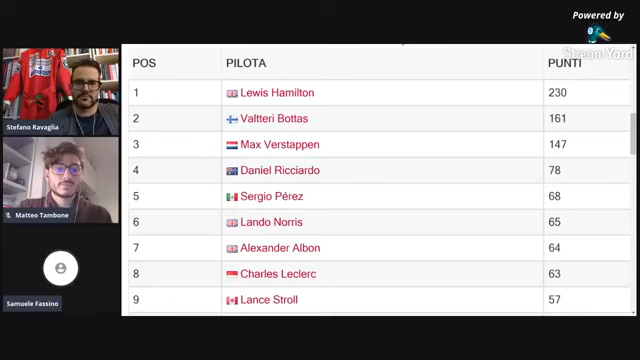 Powered by
StreamYard
Stefano Ravaglia
Matteo Tambone
Samuele Fassino
POS PILOTA PUNTI
1 Lewis Hamilton 230
2 Valtteri Bottas 161
3 Max Verstappen 147
4 Daniel Ricciardo 78
5 Sergio Pérez 68
6 Lando Norris 65
7 Alexander Albon 64
8 Charles Leclerc 63
9 Lance Stroll 57